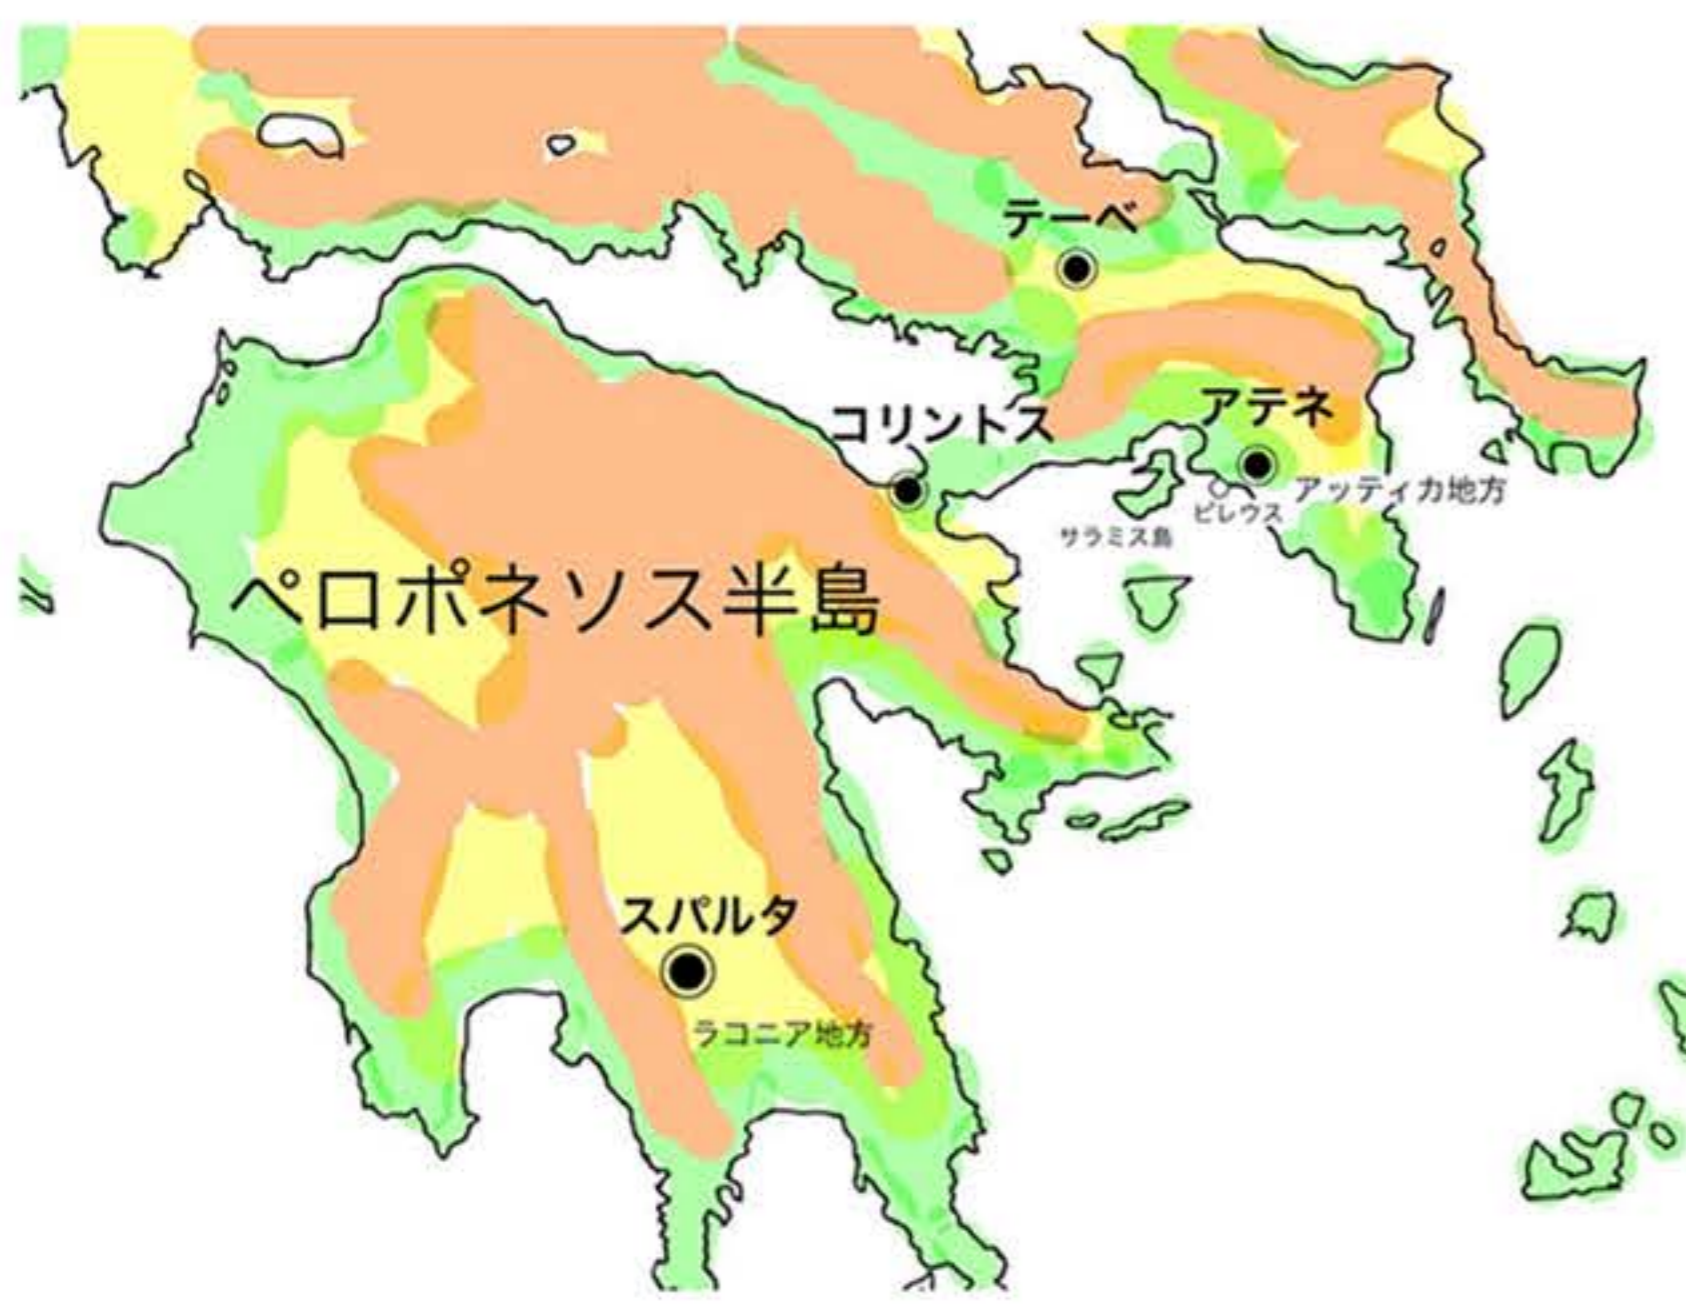 テーベ
アテネ
コリントス
アッティカ地方
ピレウス
サラミス島
ペロポネソス半島
スパルタ
ラコニア地方